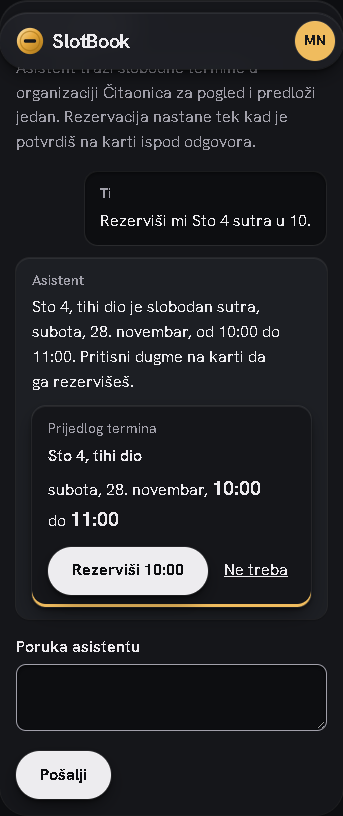 SlotBook
MN
Asistent traži slobodne termine u
organizaciji Čitaonica za pogled i predloži
jedan. Rezervacija nastane tek kad je
potvrdiš na karti ispod odgovora.
Ti
Rezerviši mi Sto 4 sutra u 10.
Asistent
Sto 4, tihi dio je slobodan sutra,
subota, 28. novembar, od 10:00 do
11:00. Pritisni dugme na karti da
ga rezervišeš.
Prijedlog termina
Sto 4, tihi dio
subota, 28. novembar, 10:00
do 11:00
Rezerviši 10:00
Ne treba
Poruka asistentu
Pošalji